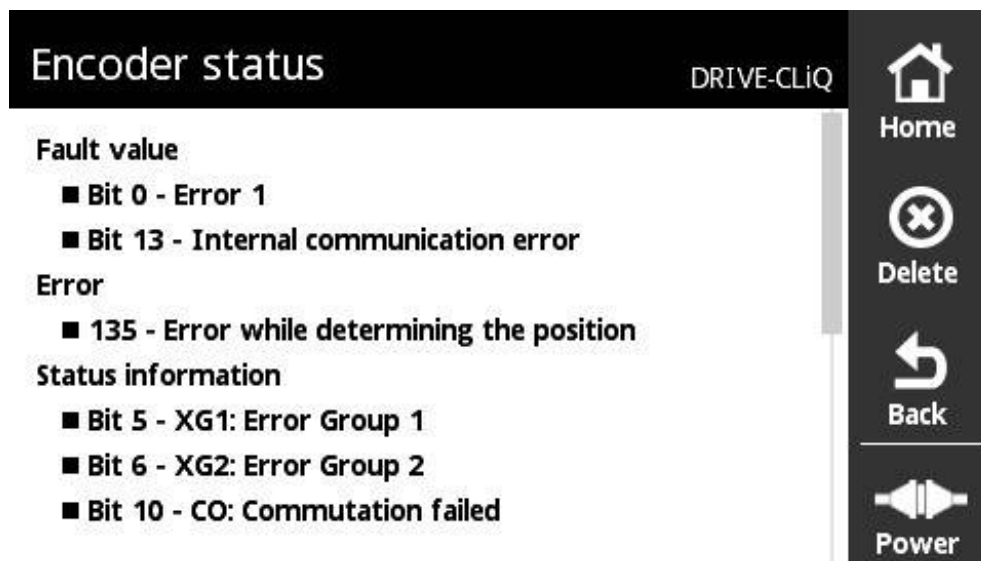 Encoder status
DRIVE-CLiQ
Fault value
■ Bit 0 - Error 1
■ Bit 13 - Internal communication error
Error
■ 135 - Error while determining the position
Status information
■ Bit 5 - XG1: Error Group 1
■ Bit 6 - XG2: Error Group 2
■ Bit 10 - CO: Commutation failed
Home
Delete
Back
Power